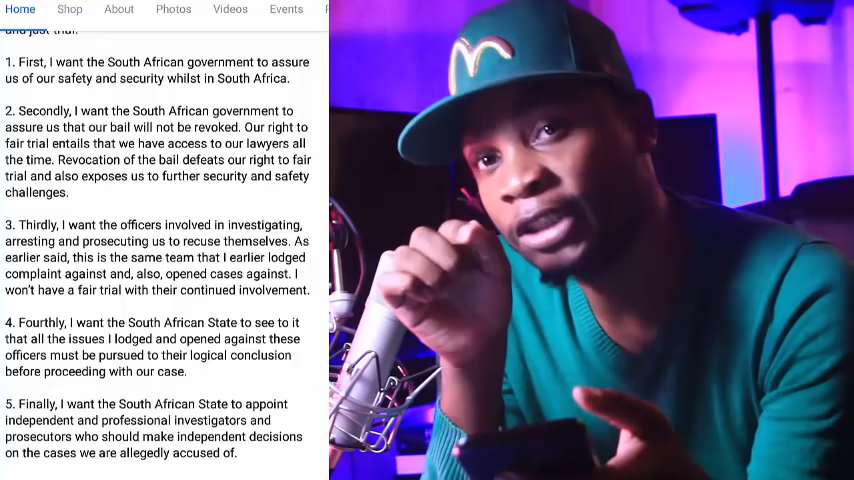 Home Shop About Photos Videos Events
and just that.
1. First, I want the South African government to assure
us of our safety and security whilst in South Africa.
2. Secondly, I want the South African government to
assure us that our bail will not be revoked. Our right to
fair trial entails that we have access to our lawyers all
the time. Revocation of the bail defeats our right to fair
trial and also exposes us to further security and safety
challenges.
3. Thirdly, I want the officers involved in investigating,
arresting and prosecuting us to recuse themselves. As
earlier said, this is the same team that I earlier lodged
complaint against and, also, opened cases against. I
won't have a fair trial with their continued involvement.
4. Fourthly, I want the South African State to see to it
that all the issues I lodged and opened against these
officers must be pursued to their logical conclusion
before proceeding with our case.
5. Finally, I want the South African State to appoint
independent and professional investigators and
prosecutors who should make independent decisions
on the cases we are allegedly accused of.